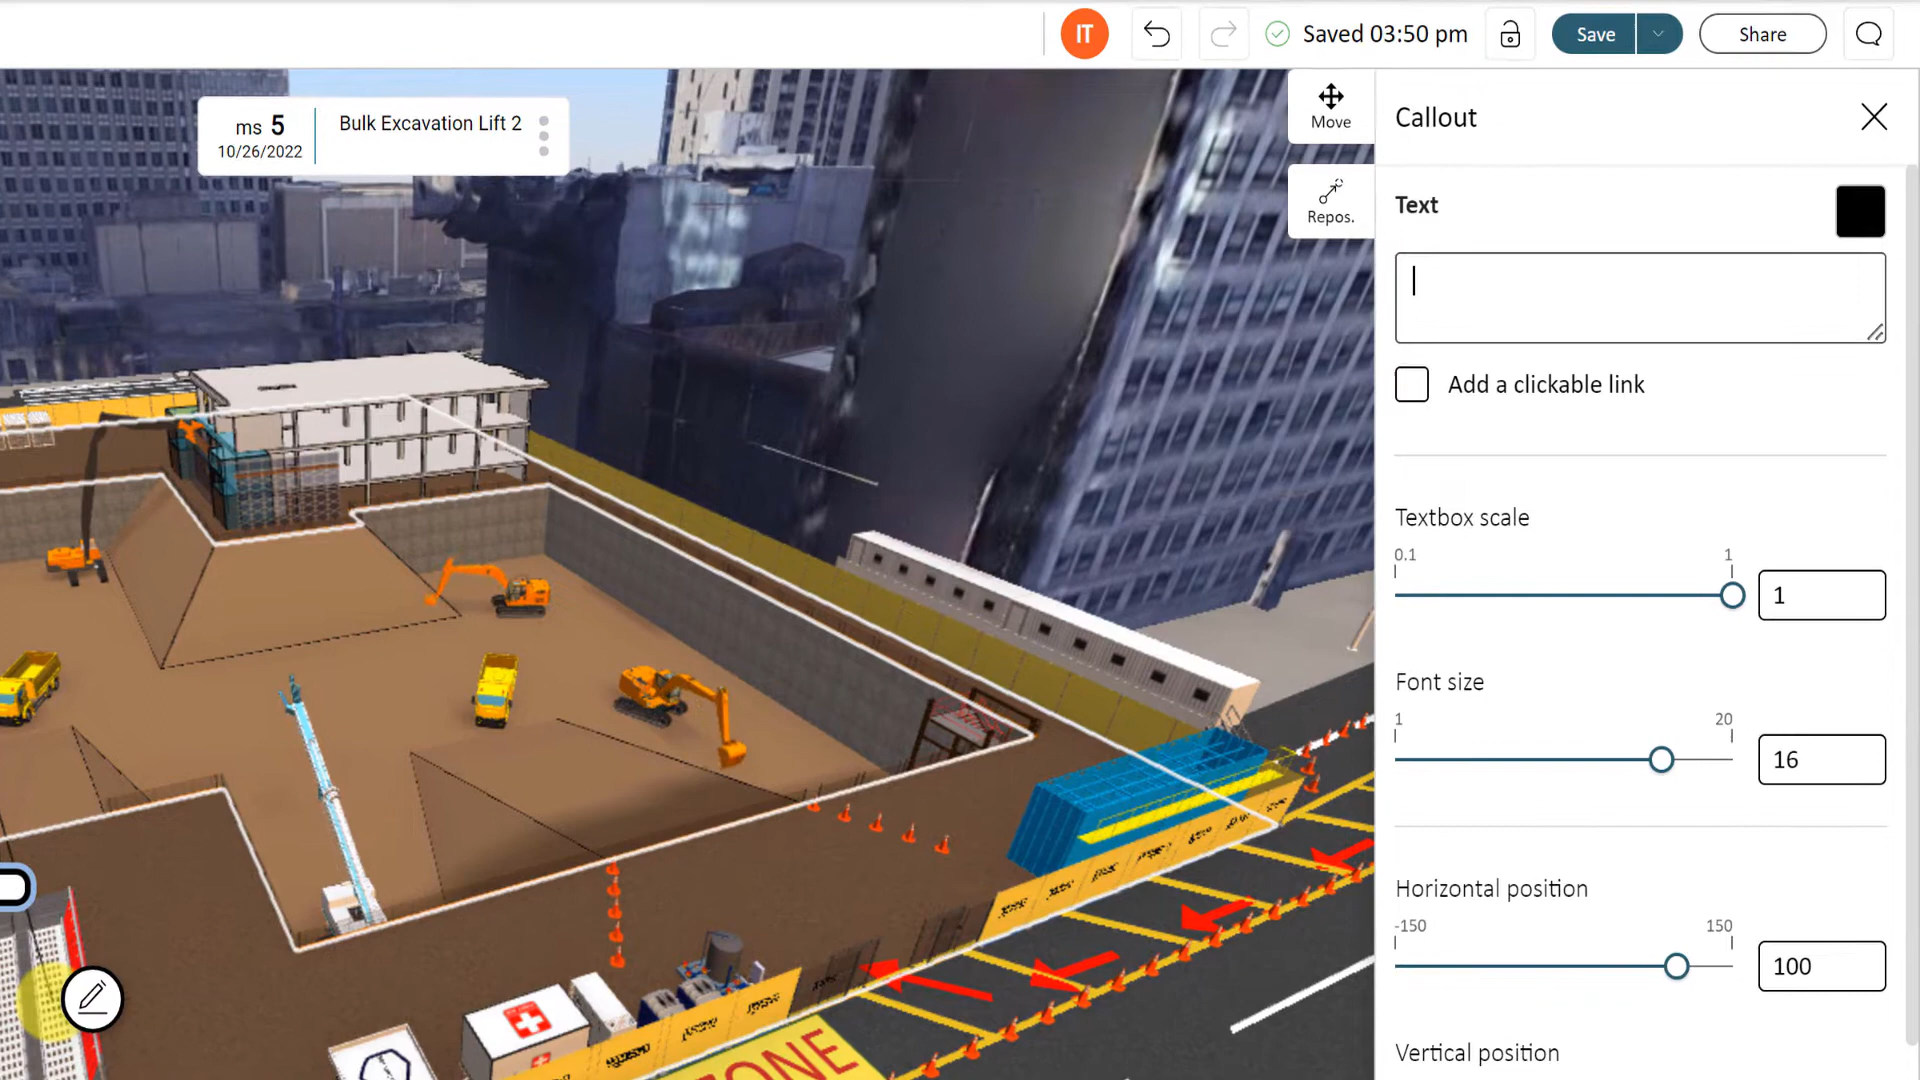 IT
Saved 03:50 pm
Save
Share
ms 5
10/26/2022
Bulk Excavation Lift 2
Move
Repos.
Callout
Text
Add a clickable link
Textbox scale
0.1
1
1
Font size
1
20
16
Horizontal position
-150
150
100
Vertical position
ZONE